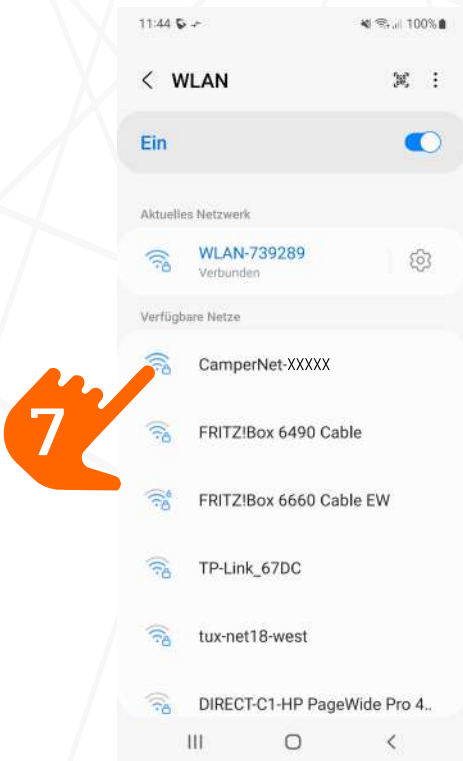 11:44 100%
WLAN
Ein
Aktuelles Netzwerk
WLAN-739289
Verbunden
Verfügbare Netze
CamperNet-XXXXX
7
FRITZ!Box 6490 Cable
FRITZ!Box 6660 Cable EW
TP-Link_67DC
tux-net18-west
DIRECT-C1-HP PageWide Pro 4..